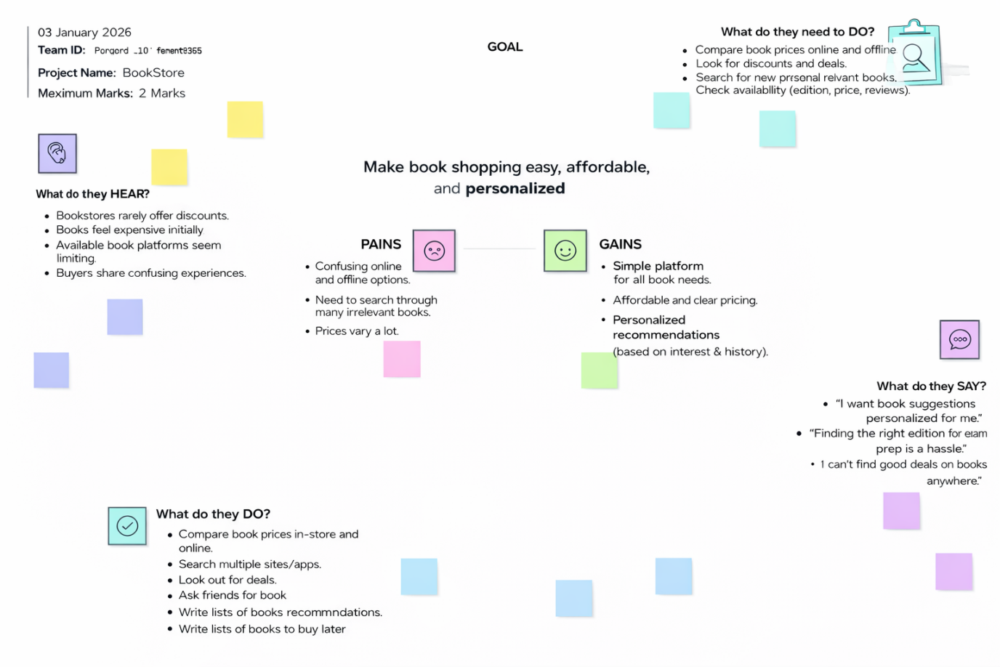 03 January 2026
Team ID:
Project Name: BookStore
Meximum Marks: 2 Marks
GOAL
Make book shopping easy, affordable,
and personalized
What do they need to DO?
• Compare book prices online and offline
• Look for discounts and deals.
• Search for new prsonal relvant books.
Check availabllity (edition, price, reviews).
What do they HEAR?
• Bookstores rarely offer discounts.
• Books feel expensive initially
• Available book platforms seem
limiting.
• Buyers share confusing experiences.
PAINS
• Confusing online
and offline options.
• Need to search through
many irrelevant books.
• Prices vary a lot.
GAINS
• Simple platform
for all book needs.
• Affordable and clear pricing.
• Personalized
recommendations
(based on interest & history).
What do they SAY?
• “I want book suggestions
personalized for me.”
• “Finding the right edition for exam
prep is a hassle.”
• 1 can't find good deals on books
anywhere.”
What do they DO?
• Compare book prices in-store and
online.
• Search multiple sites/apps.
• Look out for deals.
• Ask friends for book
• Write lists of books recommndations.
• Write lists of books to buy later